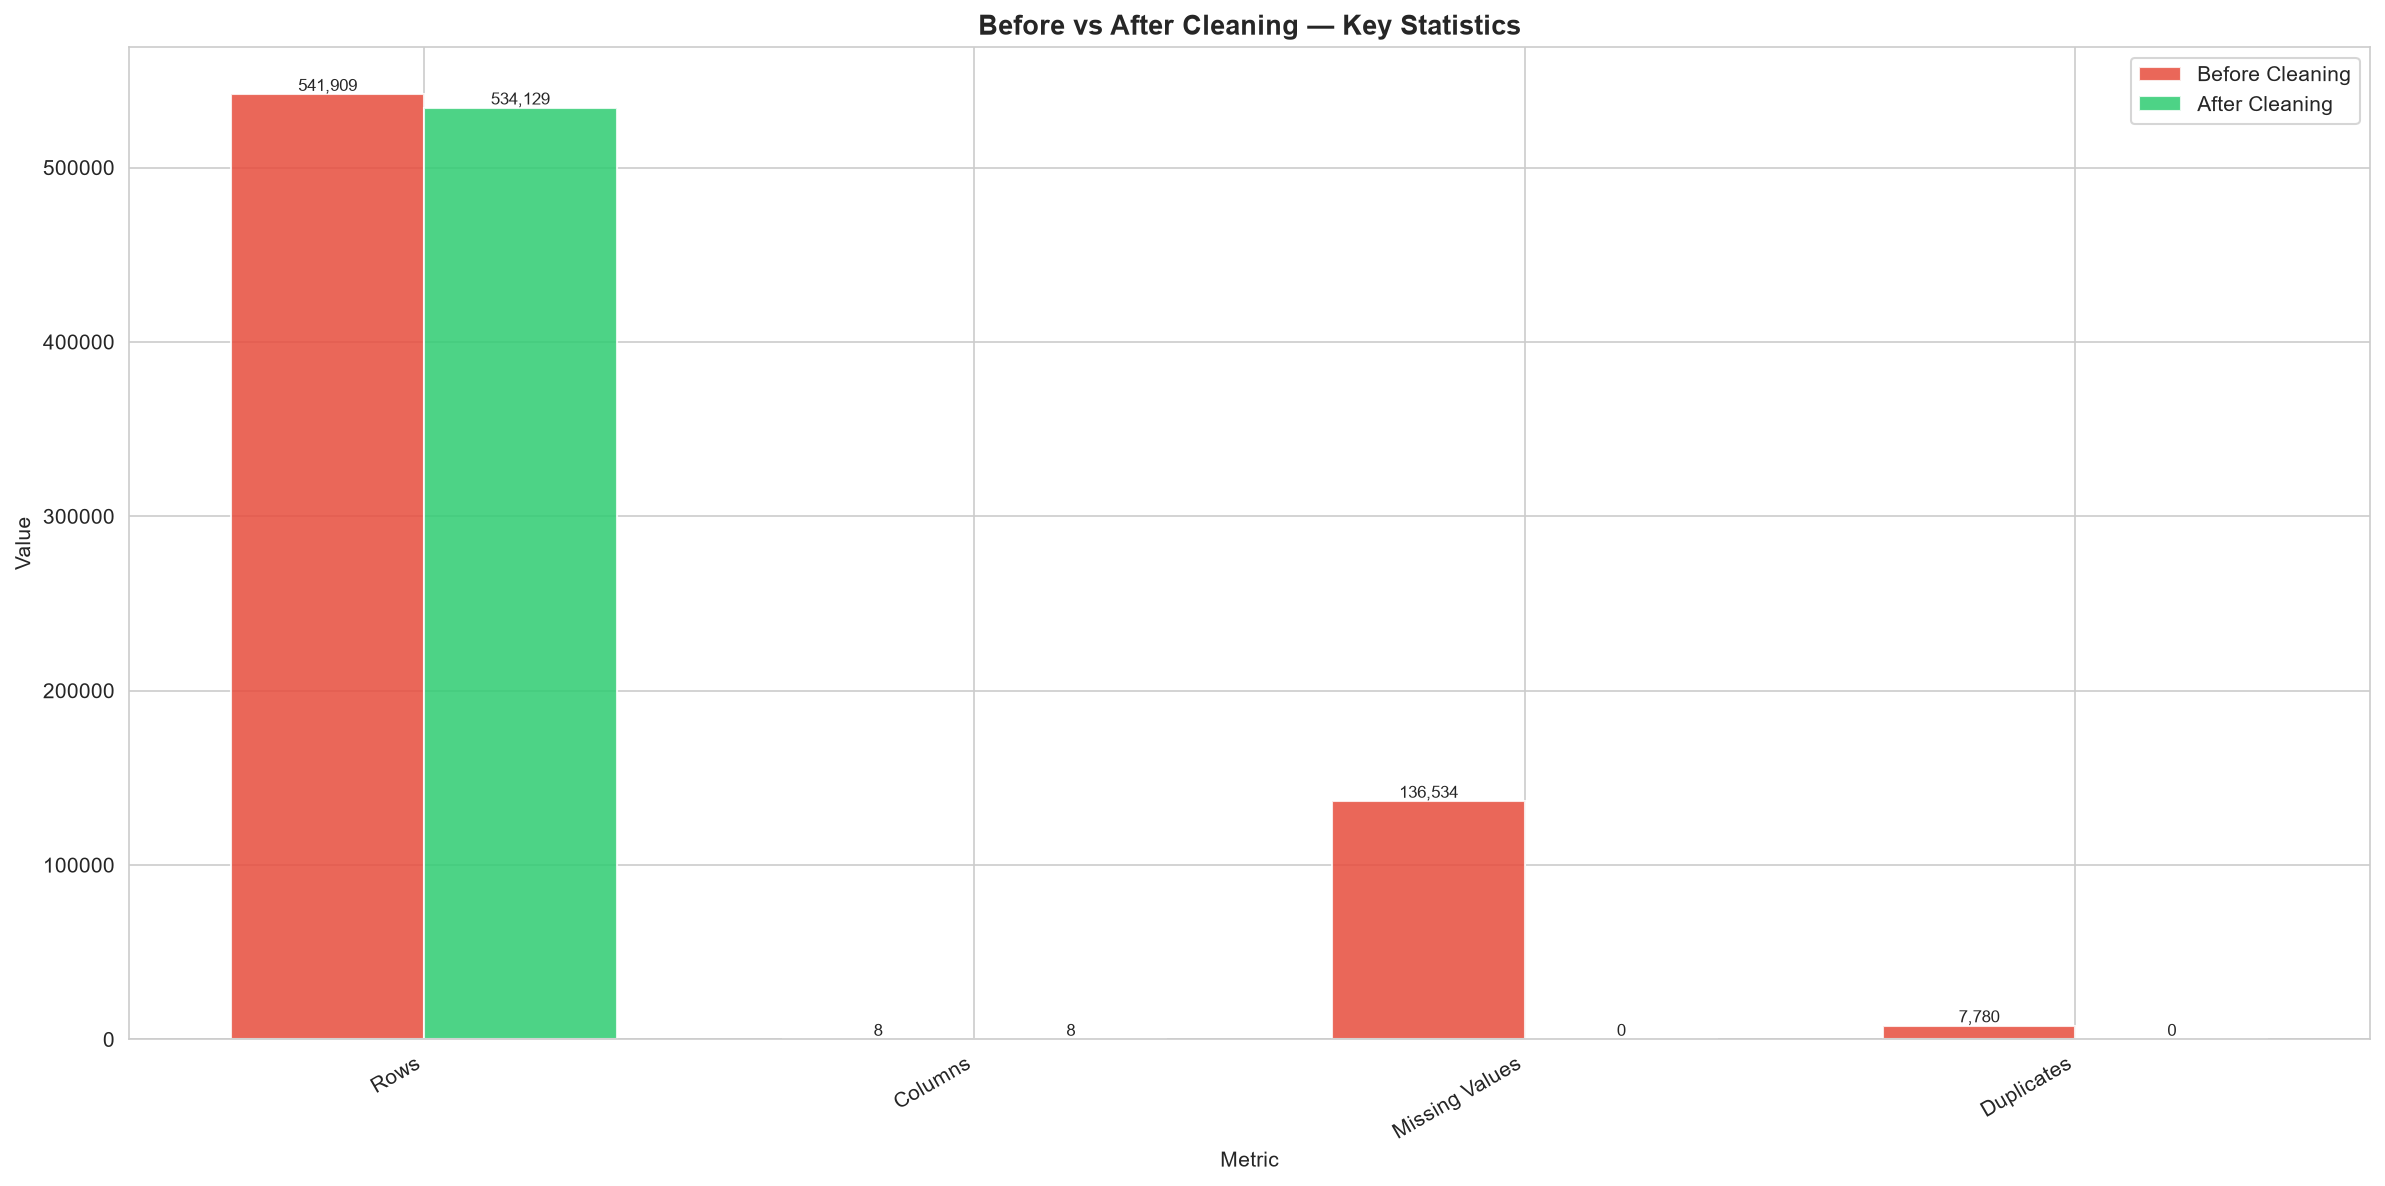 Before vs After Cleaning — Key Statistics
Before Cleaning
After Cleaning
541,909
534,129
500000
400000
300000
200000
100000
0
Value
8
8
136,534
0
7,780
0
Rows
Columns
Missing Values
Duplicates
Metric